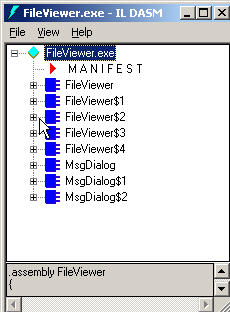 FileViewer.exe - IL DASM
File View Help
FileViewer.exe
M A N I F E S T
FileViewer
FileViewer$1
FileViewer$2
FileViewer$3
FileViewer$4
MsgDialog
MsgDialog$1
MsgDialog$2
.assembly FileViewer
{